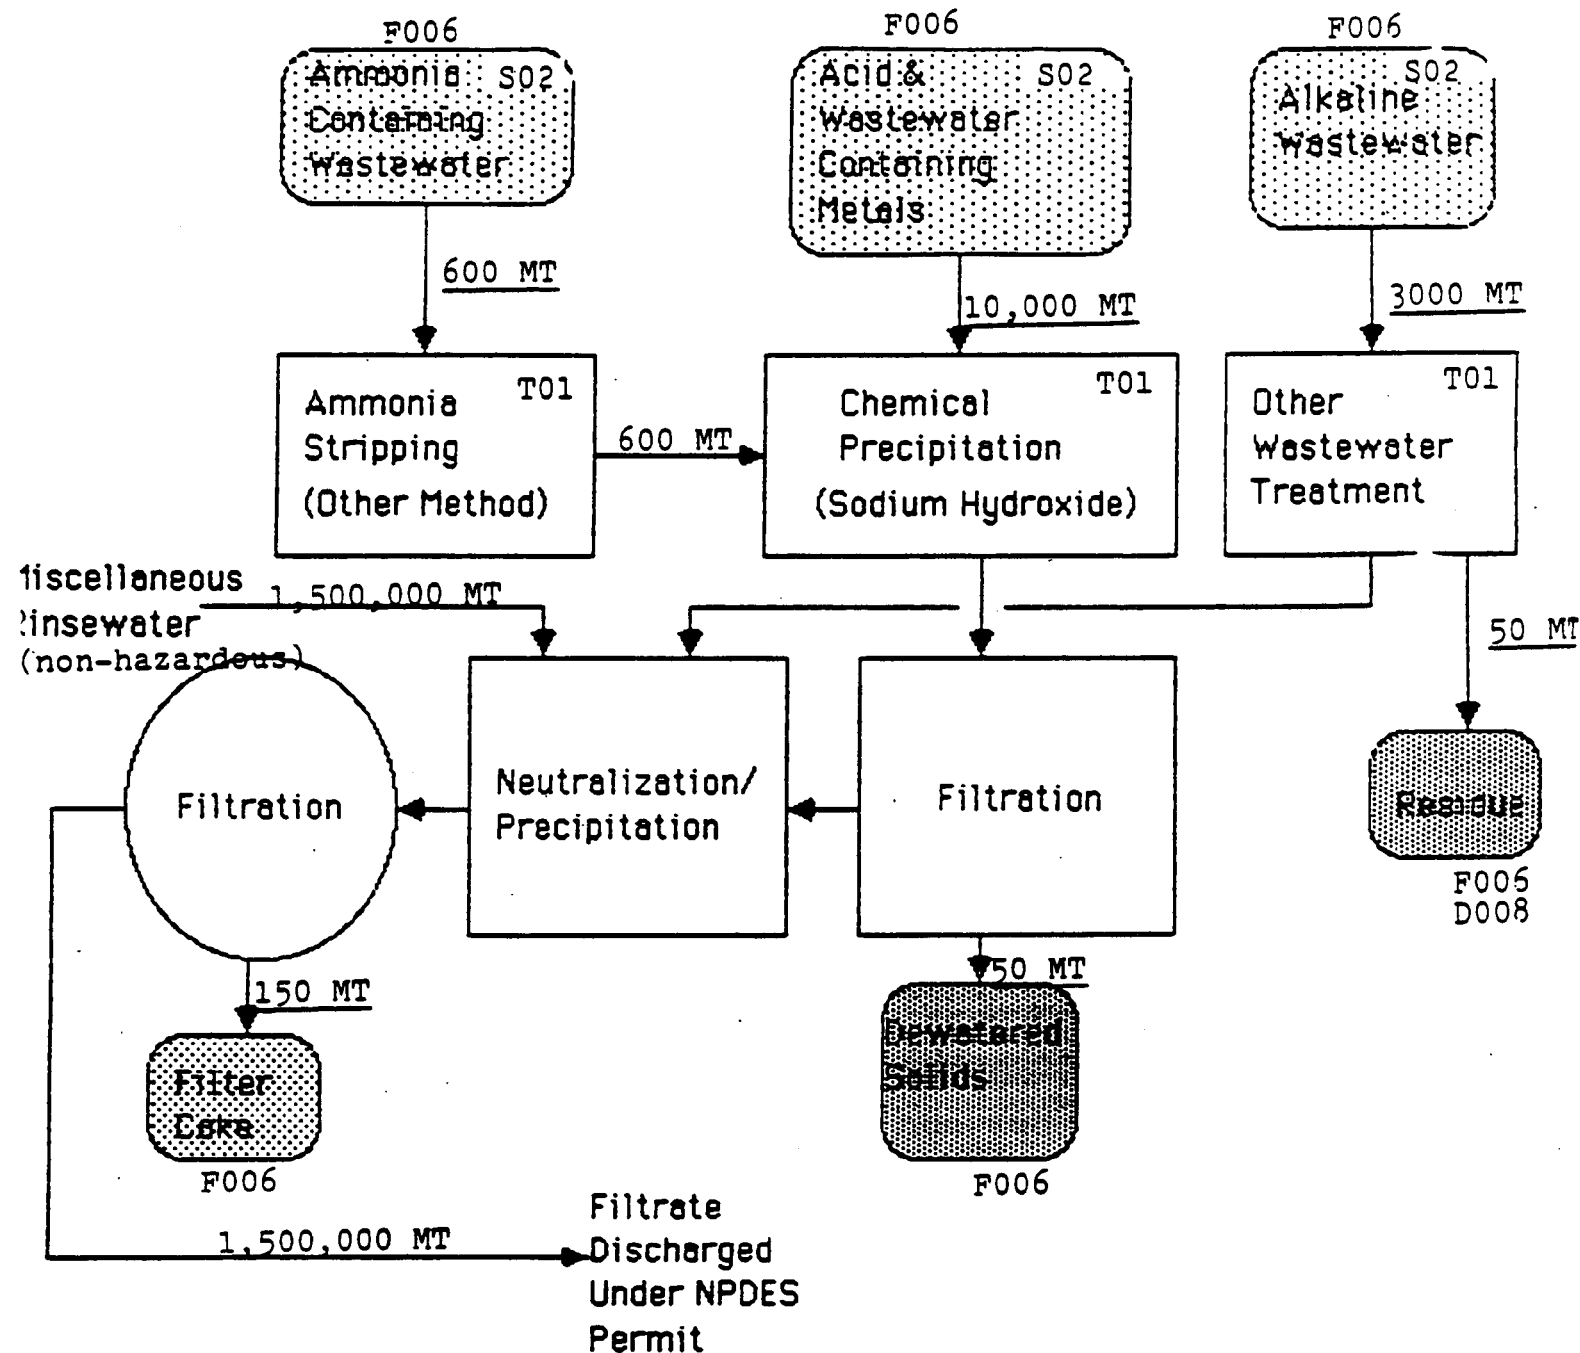 F006
Ammonia S02
Containing
Wastewater
F006
Acid & S02
Wastewater
Containing
Metals
F006
S02
Alkaline
Wastewater
600 MT
10,000 MT
3000 MT
T01
Ammonia
Stripping
(Other Method)
600 MT
T01
Chemical
Precipitation
(Sodium Hydroxide)
T01
Other
Wastewater
Treatment
iscellaneous
insewater
(non-hazardous)
1,500,000 MT
50 MT
Filtration
Neutralization/
Precipitation
Filtration
Residue
F006
D008
150 MT
50 MT
Filter
Cake
F006
Dewatered
Solids
F006
1,500,000 MT
Filtrate
Discharged
Under NPDES
Permit